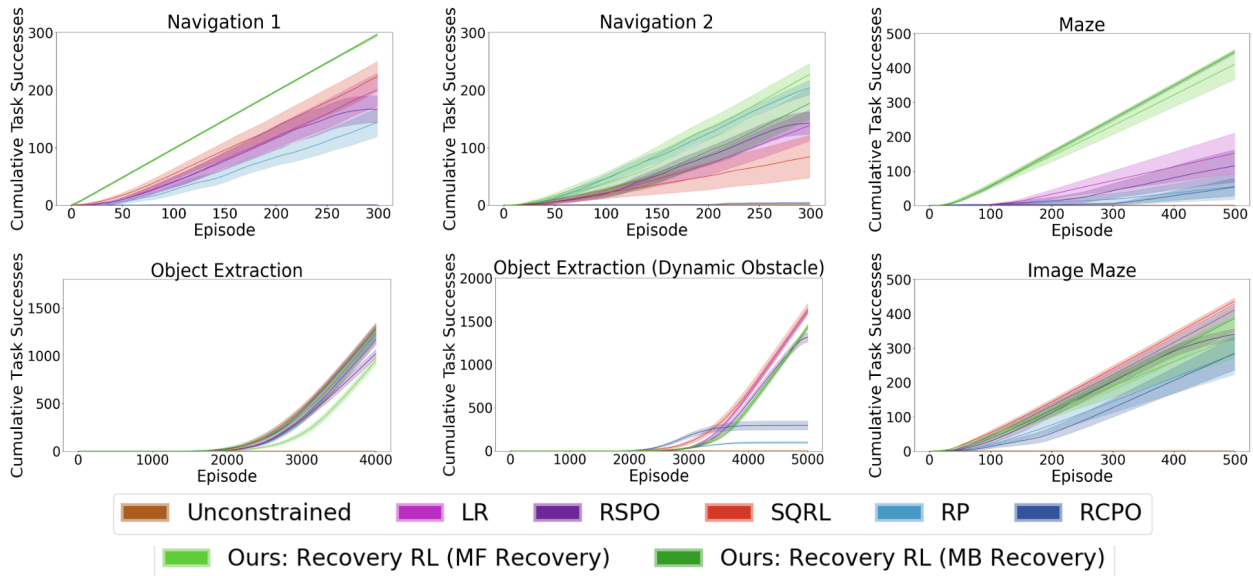 Navigation 1
Cumulative Task Successes
300
200
100
0
0 50 100 150 200 250 300
Episode
Navigation 2
Cumulative Task Successes
300
200
100
0
0 50 100 150 200 250 300
Episode
Maze
Cumulative Task Successes
500
400
300
200
100
0
0 100 200 300 400 500
Episode
Object Extraction
Cumulative Task Successes
1500
1000
500
0
0 1000 2000 3000 4000
Episode
Object Extraction (Dynamic Obstacle)
Cumulative Task Successes
2000
1500
1000
500
0
0 1000 2000 3000 4000 5000
Episode
Image Maze
Cumulative Task Successes
500
400
300
200
100
0
0 100 200 300 400 500
Episode
Unconstrained LR RSPO SQRL RP RCPO
Ours: Recovery RL (MF Recovery) Ours: Recovery RL (MB Recovery)